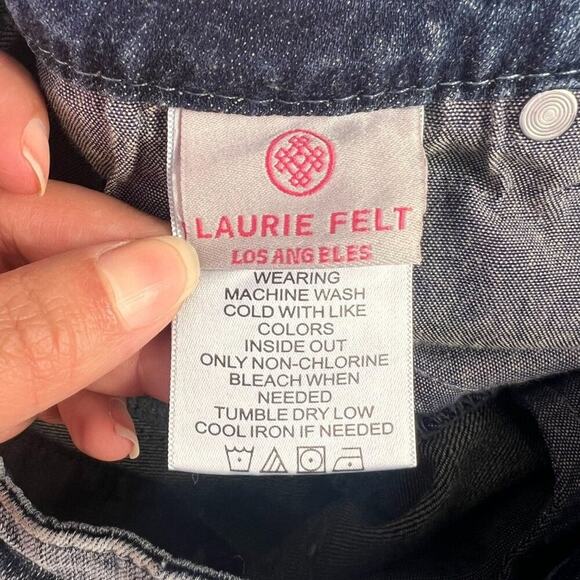 LAURIE FELT
LOS ANGELES
WEARING
MACHINE WASH
COLD WITH LIKE
COLORS
INSIDE OUT
ONLY NON-CHLORINE
BLEACH WHEN
NEEDED
TUMBLE DRY LOW
COOL IRON IF NEEDED